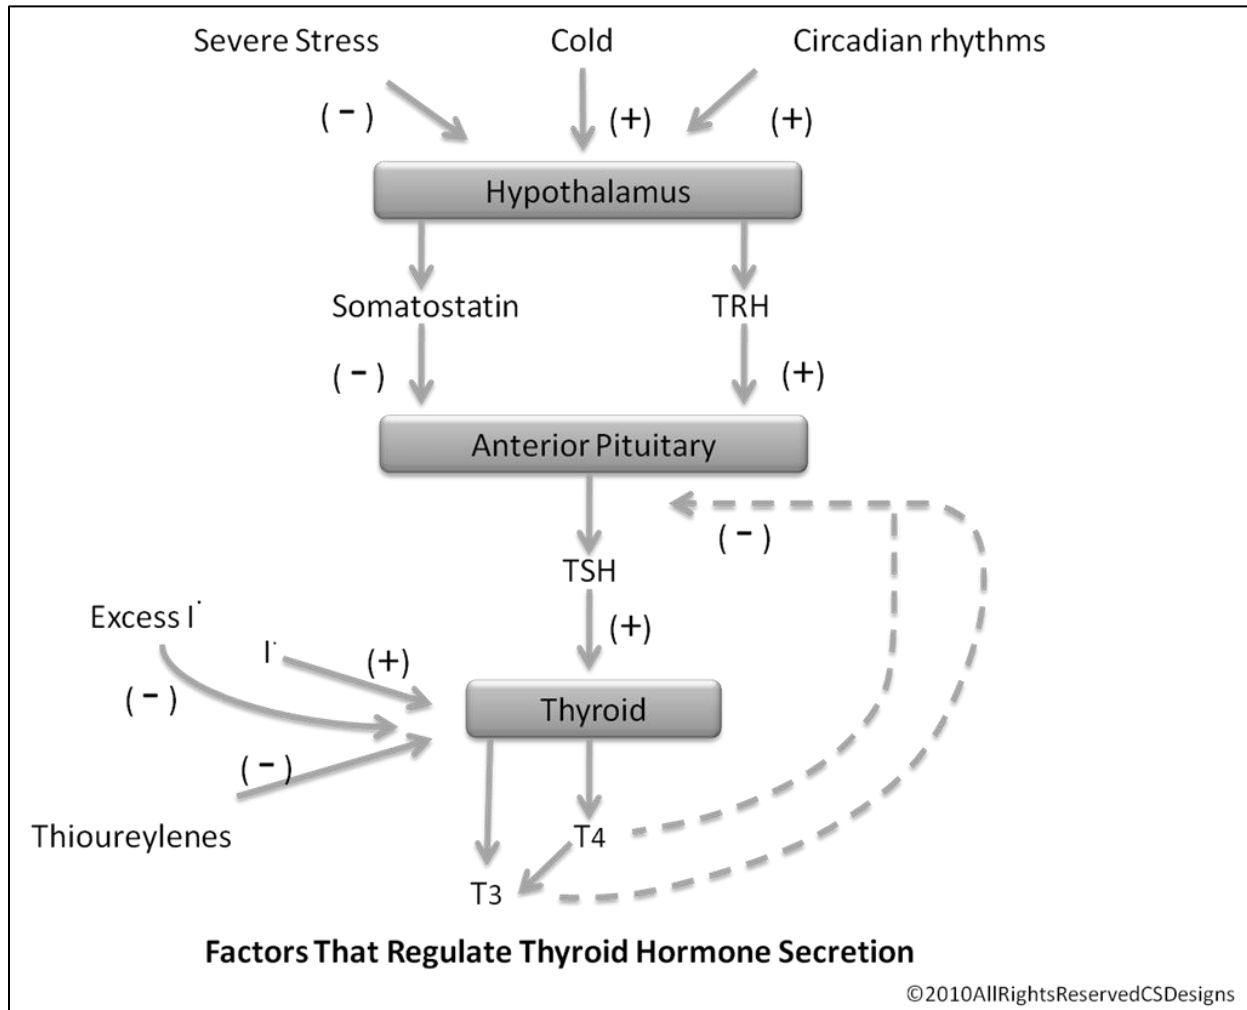 Severe Stress
Cold
Circadian rhythms
(-)
(+)
(+)
Hypothalamus
Somatostatin
TRH
(-)
(+)
Anterior Pituitary
(-)
TSH
Excess I˙
(+)
I˙
(+)
(-)
Thyroid
(-)
Thioureylenes
T4
T3
Factors That Regulate Thyroid Hormone Secretion
©2010AllRightsReservedCSDesigns